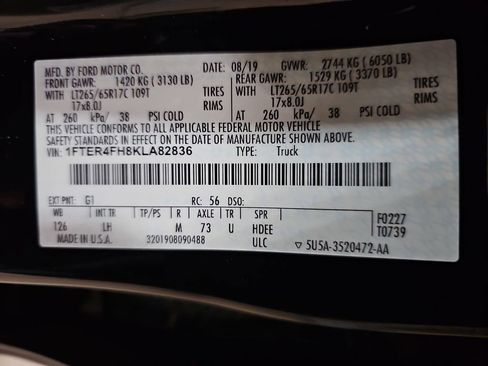 MFD. BY FORD MOTOR CO. DATE: 08/19 GVWR: 2744 KG ( 6050 LB)
FRONT GAWR: 1420 KG ( 3130 LB) REAR GAWR: 1529 KG ( 3370 LB)
WITH LT265/65R17C 109T TIRES WITH LT265/65R17C 109T TIRES
17x8.0J RIMS 17x8.0J RIMS
AT 260 kPa/ 38 PSI COLD AT 260 kPa/ 38 PSI COLD
THIS VEHICLE CONFORMS TO ALL APPLICABLE FEDERAL MOTOR VEHICLE
SAFETY STANDARDS IN EFFECT ON THE DATE OF MANUFACTURE SHOWN ABOVE.
VIN: 1FTER4FH8KLA82836 TYPE: Truck
EXT PNT: G1 RC: 56 DSO:
WB INT TR TP/PS R AXLE TR SPR F0227
126 LH M 73 U HDEE T0739
MADE IN U.S.A. 3201908090488 ULC ▽ 5U5A-3520472-AA